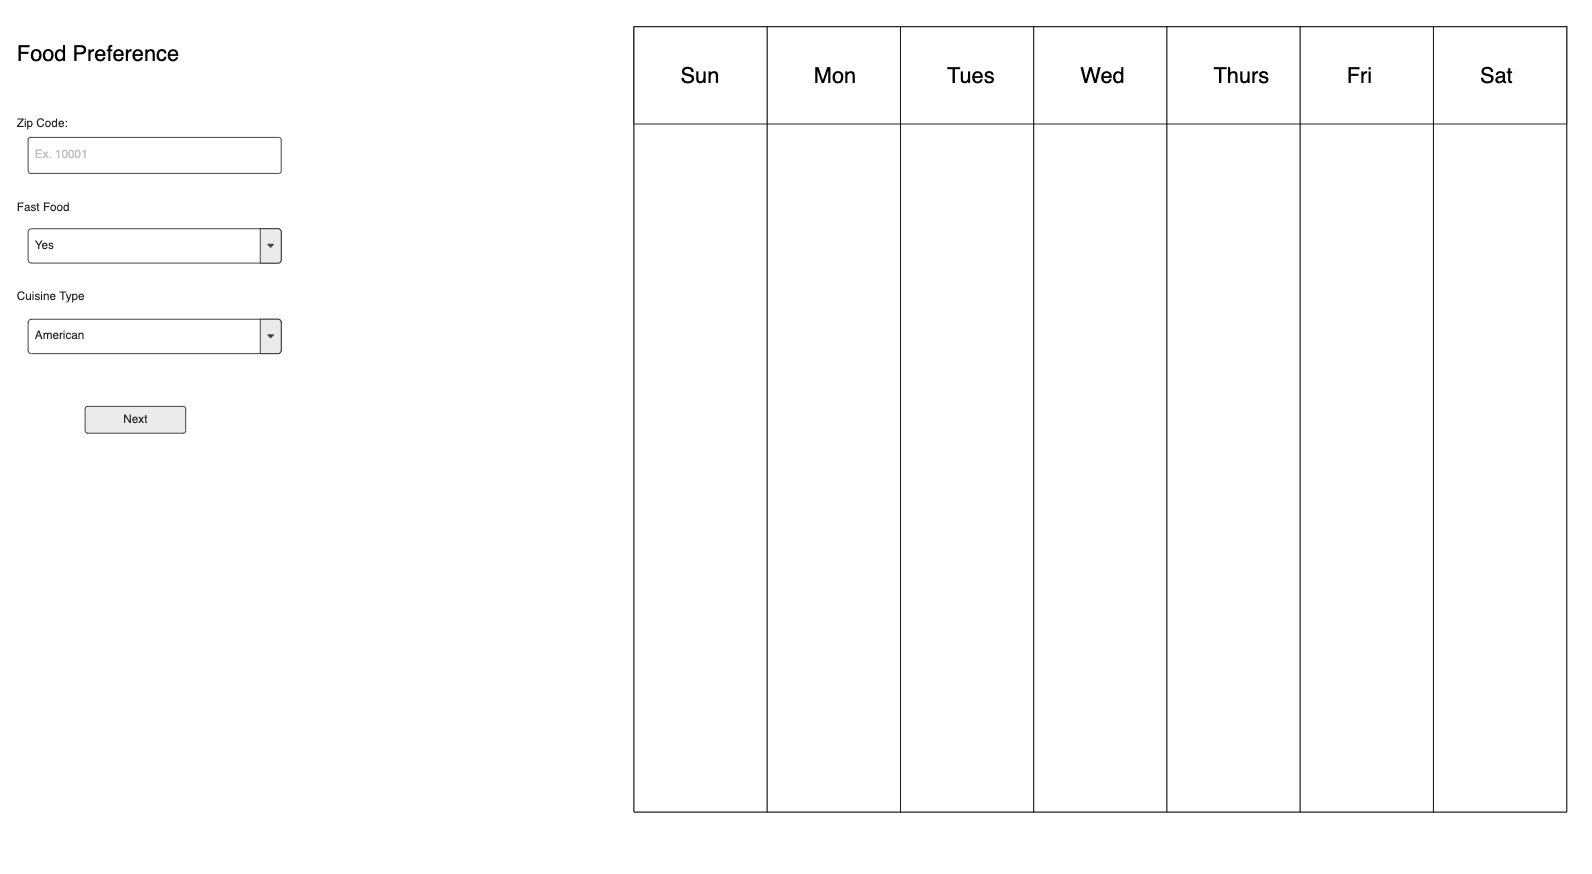 Food Preference
Zip Code:
Ex. 10001
Fast Food
Yes
Cuisine Type
American
Next
Sun Mon Tues Wed Thurs Fri Sat